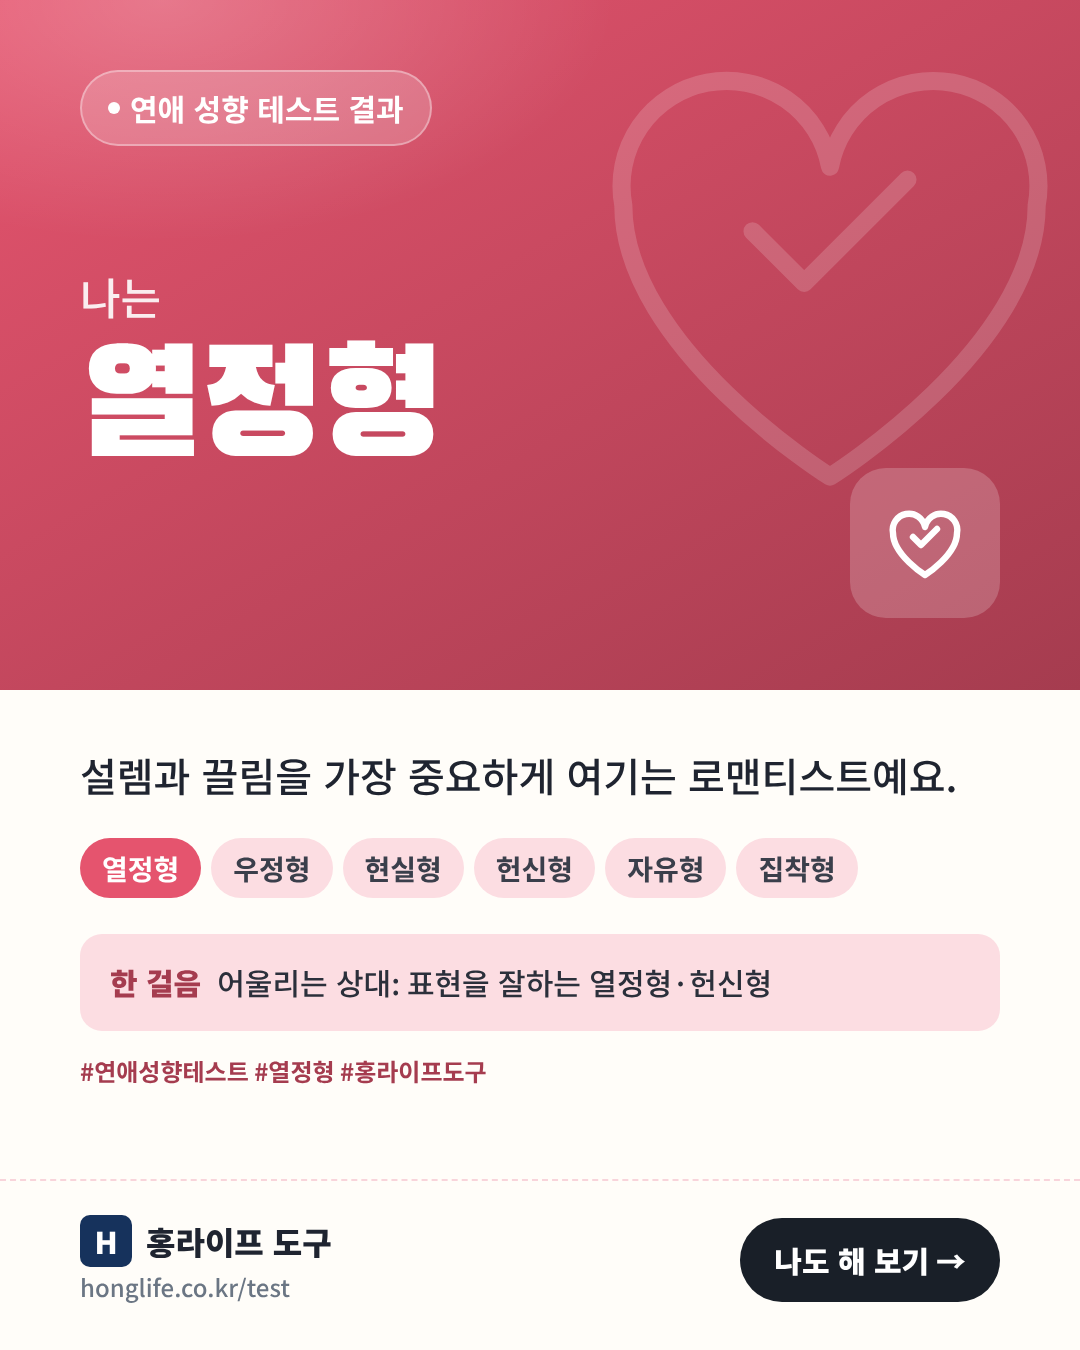 연애 성향 테스트 결과
나는
열정형
설렘과 끌림을 가장 중요하게 여기는 로맨티스트예요.
열정형 우정형 현실형 헌신형 자유형 집착형
한 걸음 어울리는 상대: 표현을 잘하는 열정형·헌신형
#연애성향테스트 #열정형 #홍라이프도구
H 홍라이프 도구
honglife.co.kr/test
나도 해 보기 →